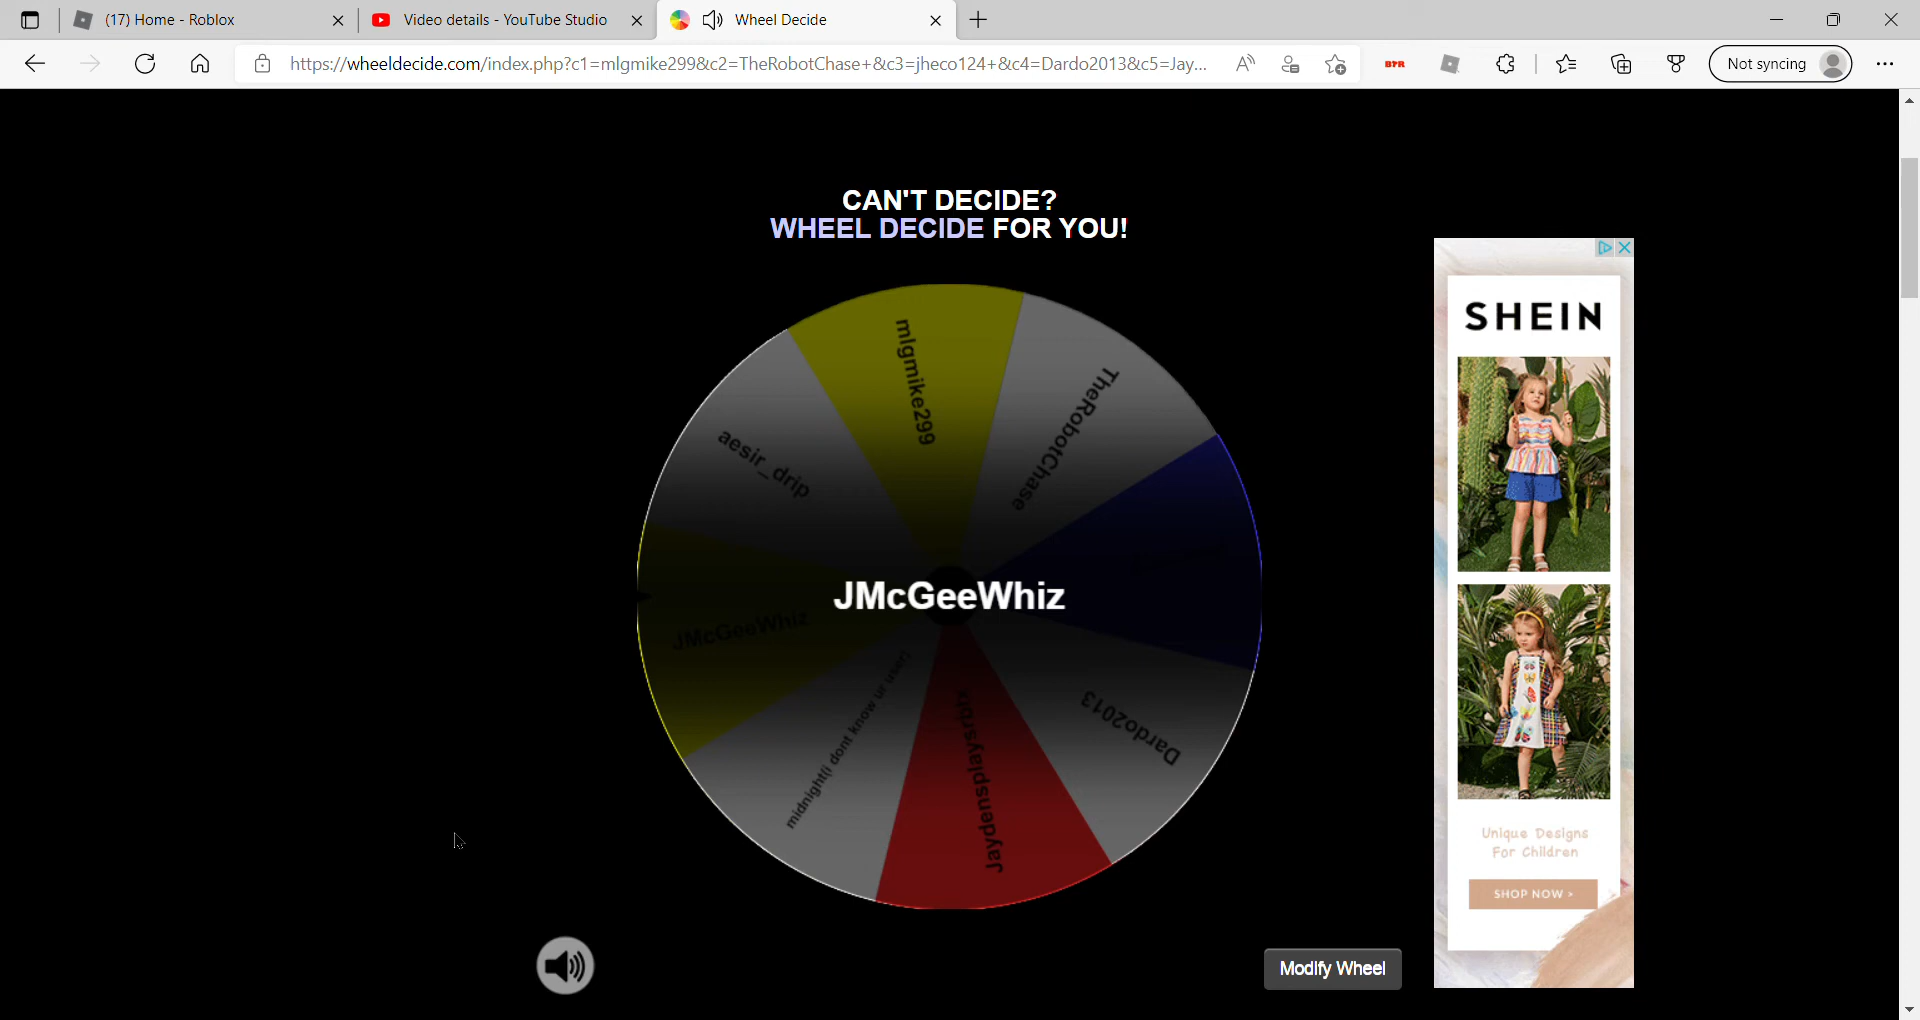 (17) Home - Roblox
Video details - YouTube Studio
Wheel Decide
https://wheeldecide.com/index.php?c1=mlgmike299&c2=TheRobotChase+&c3=jheco124+&c4=Dardo2013&c5=Jay...
BTR
Not syncing
CAN'T DECIDE?
WHEEL DECIDE FOR YOU!
mlgmike299
TheRobotChase
aesir_drip
JMcGeeWhiz
JMcGeeWhiz
midnight(i dont know ur user)
Jaydensplaysrblx
Dardo2013
Modify Wheel
SHEIN
Unique Designs
For Children
SHOP NOW >